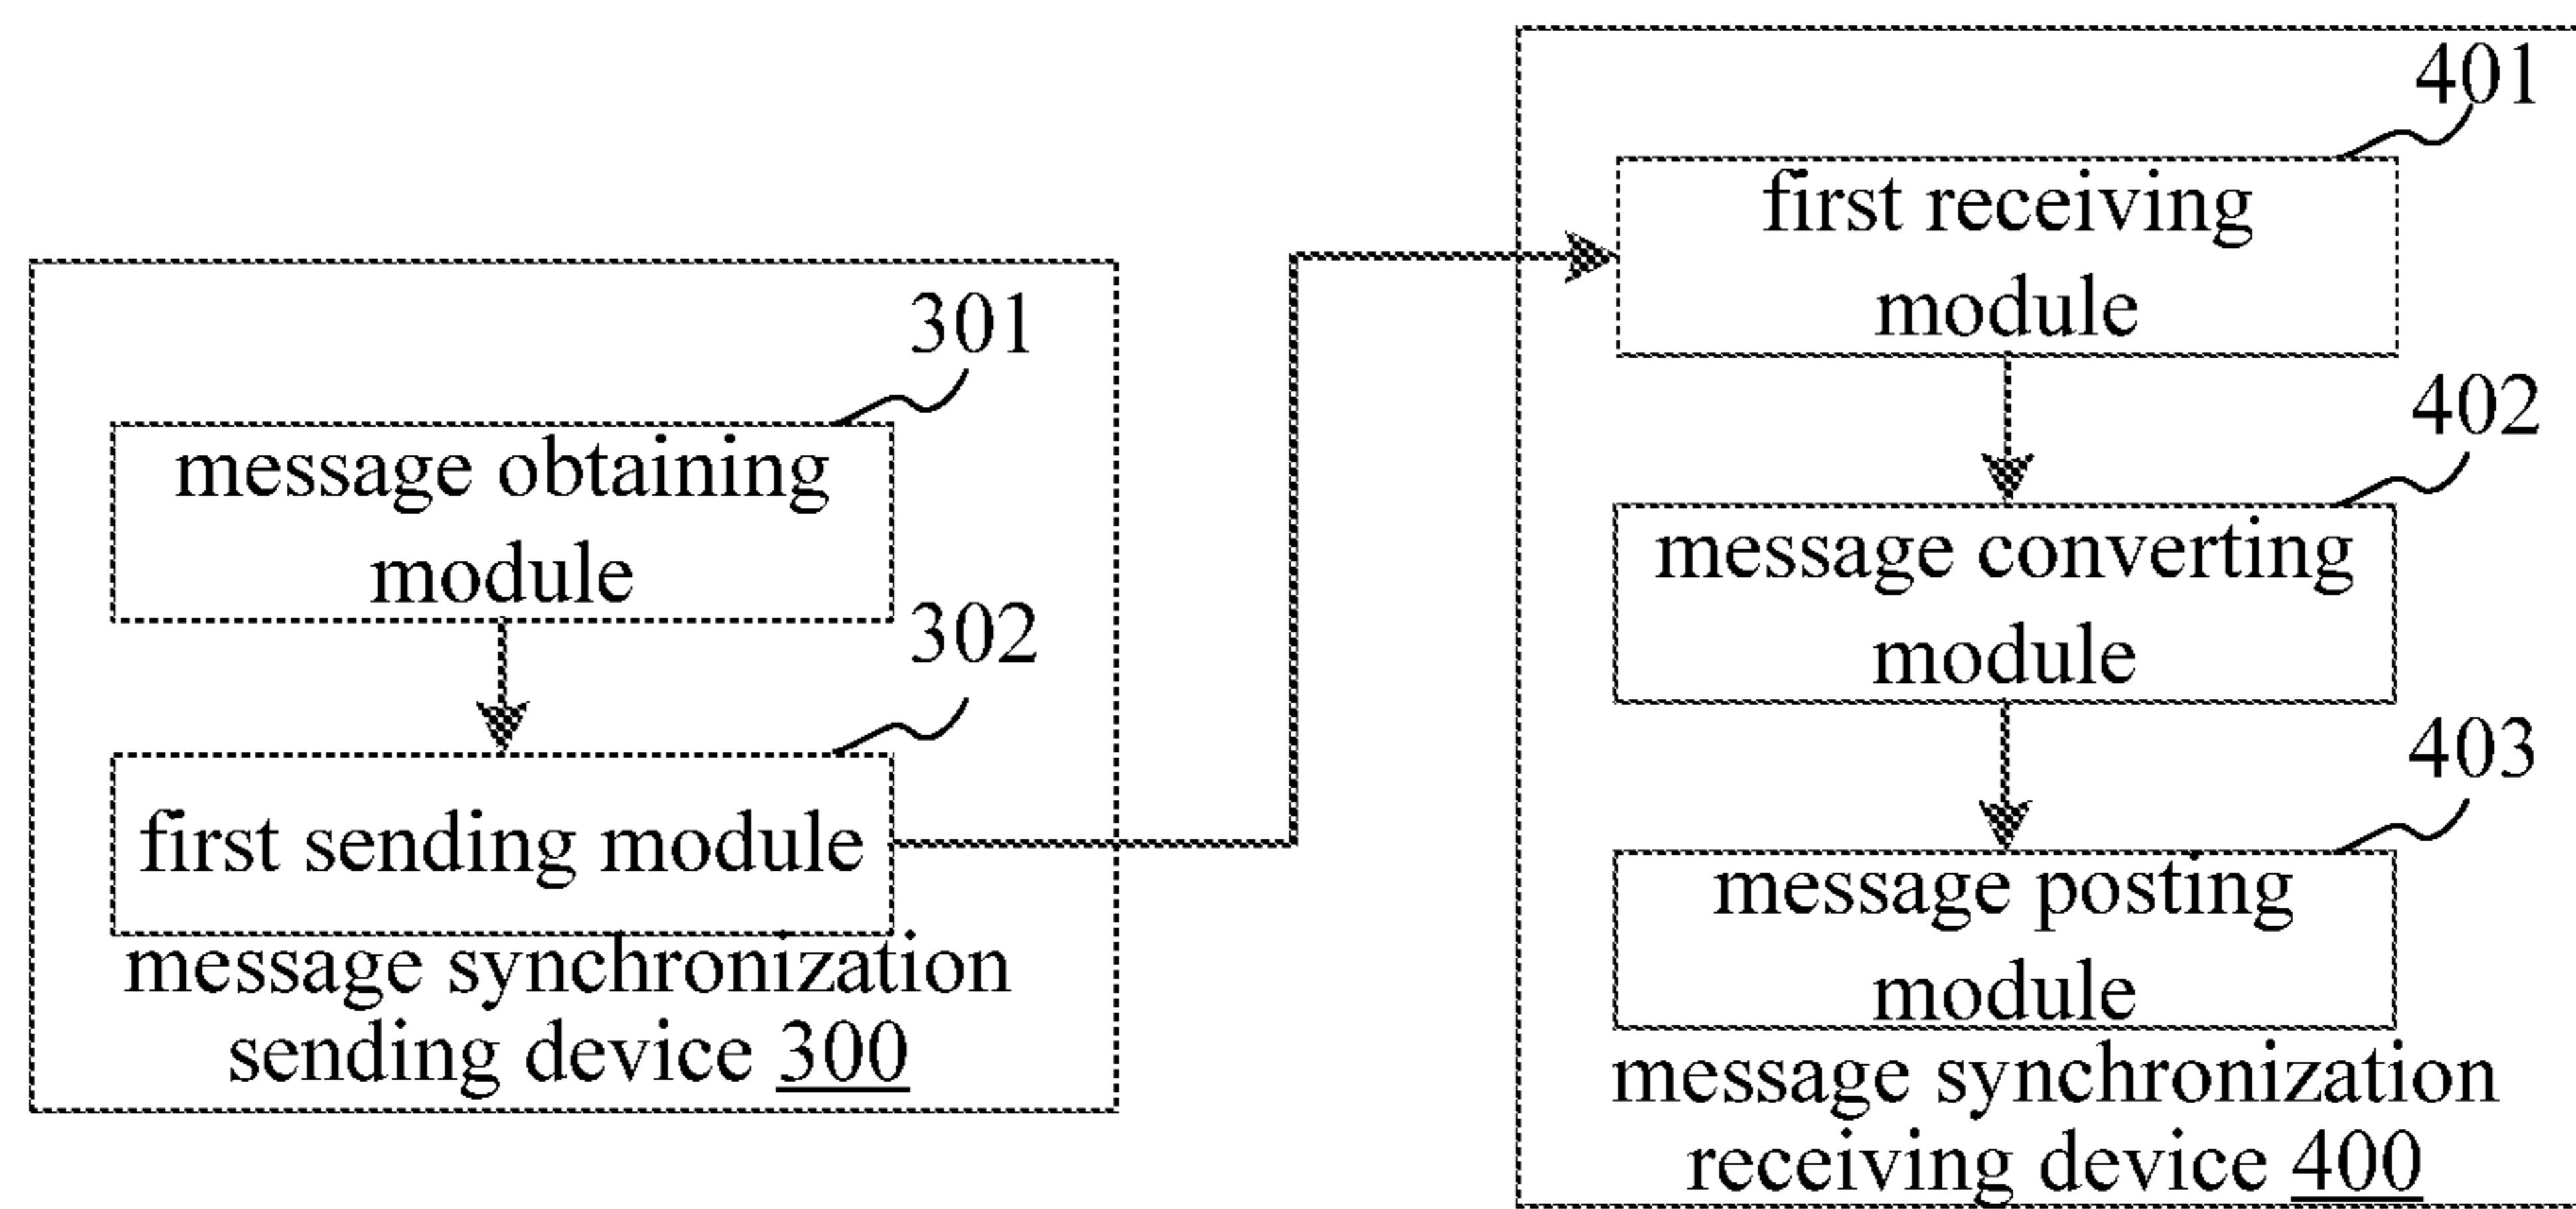 301
message obtaining
module
302
first sending module
message synchronization
sending device 300
401
first receiving
module
402
message converting
module
403
message posting
module
message synchronization
receiving device 400